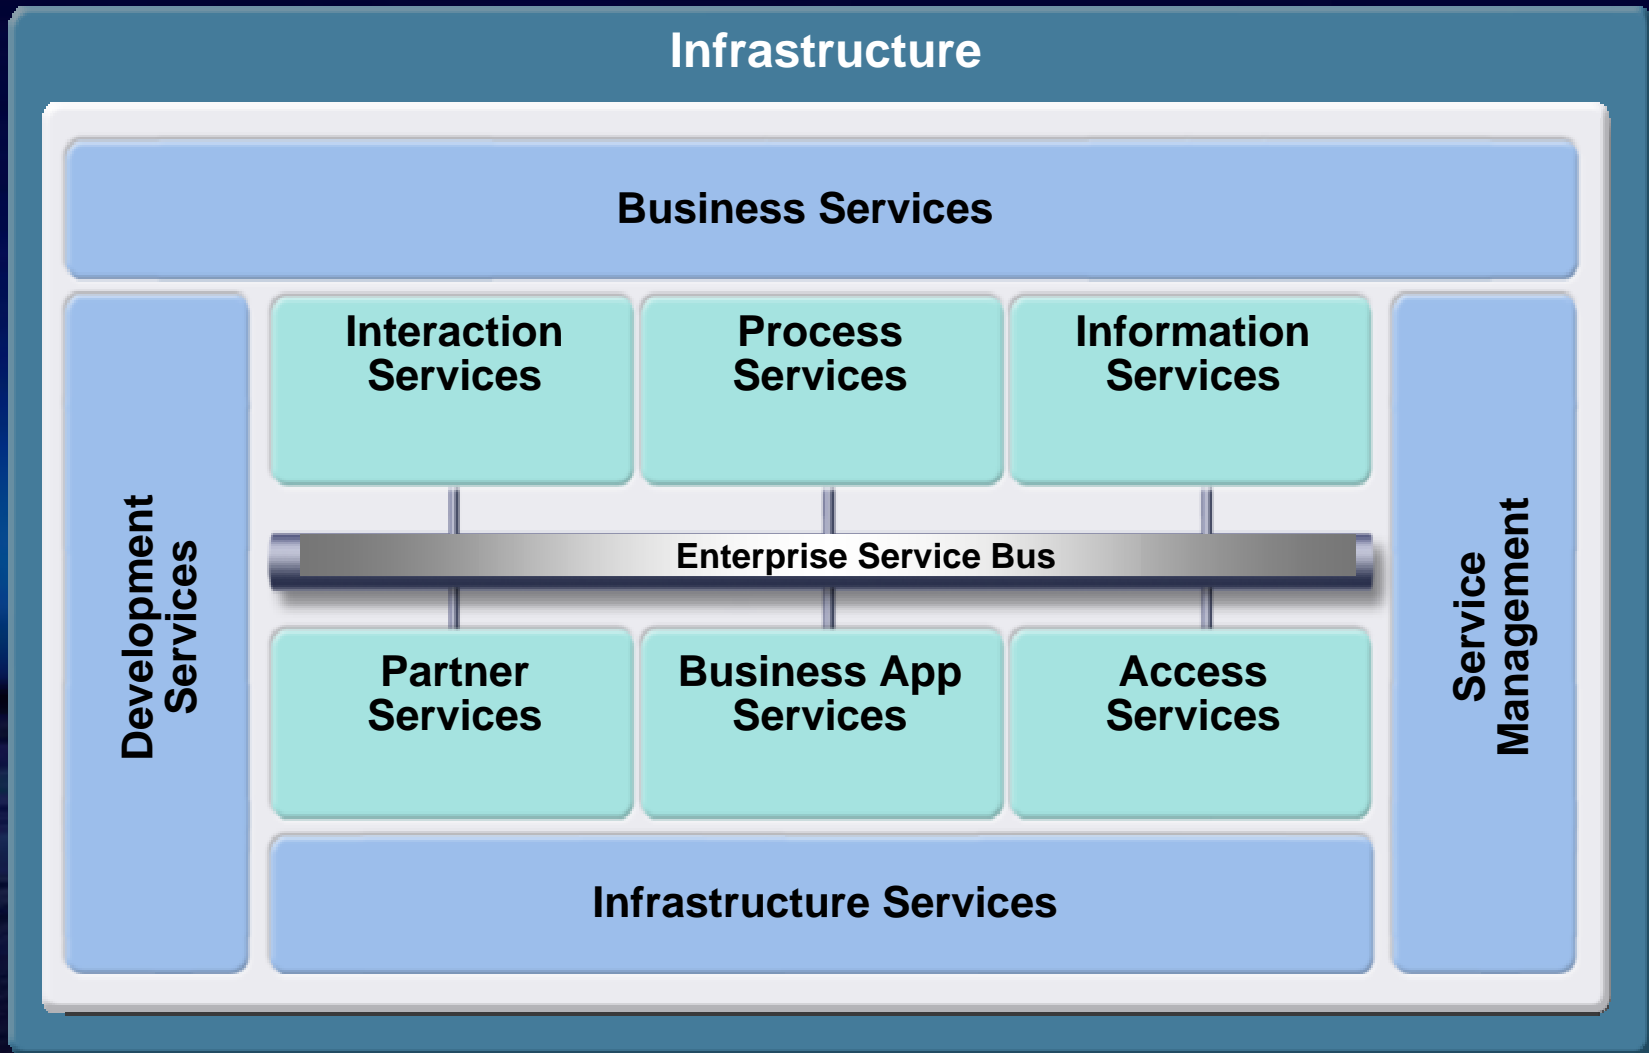 Infrastructure
Business Services
Development
Services
Interaction
Services
Process
Services
Information
Services
Enterprise Service Bus
Partner
Services
Business App
Services
Access
Services
Service
Management
Infrastructure Services